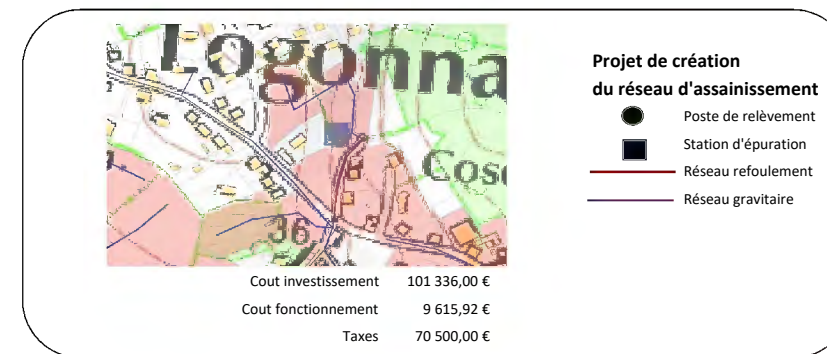 Logonna
Cos
36
Projet de création
du réseau d'assainissement
Poste de relèvement
Station d'épuration
Réseau refoulement
Réseau gravitaire
Cout investissement 101 336,00 €
Cout fonctionnement 9 615,92 €
Taxes 70 500,00 €